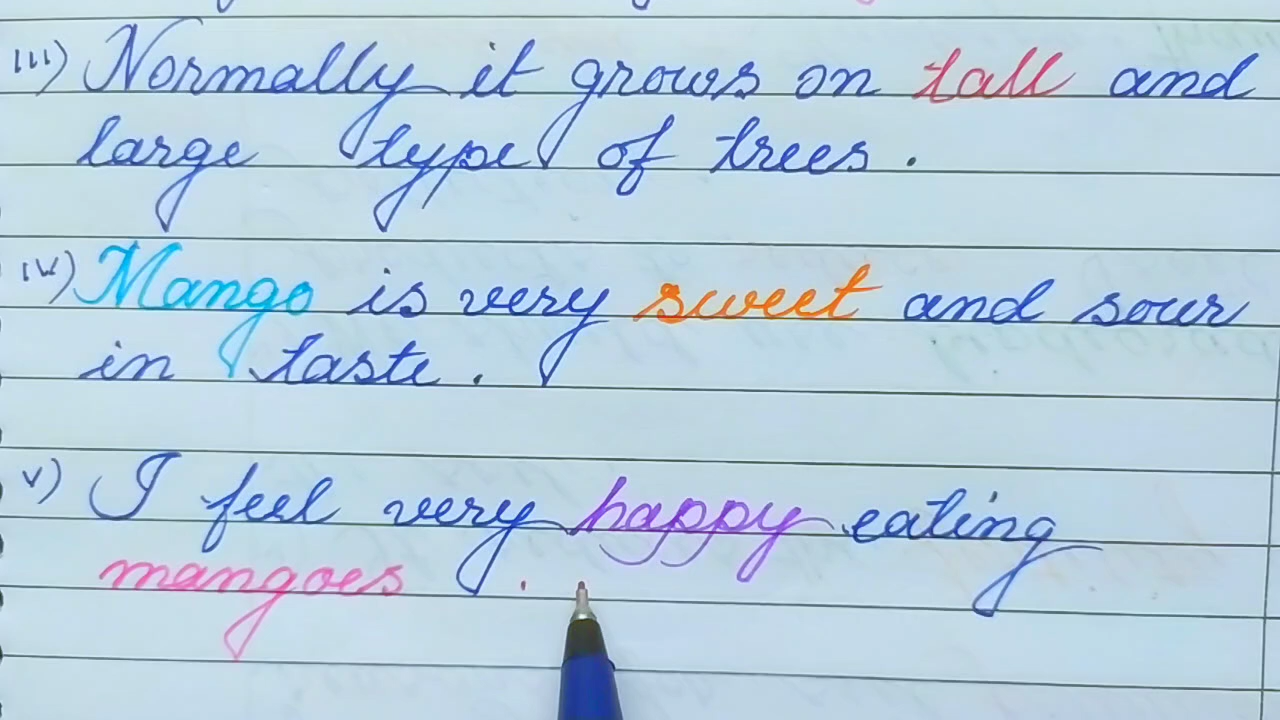 iii) Normally it grows on tall and
large type of trees.
iv) Mango is very sweet and sour
in taste.
v) I feel very happy eating
mangoes.